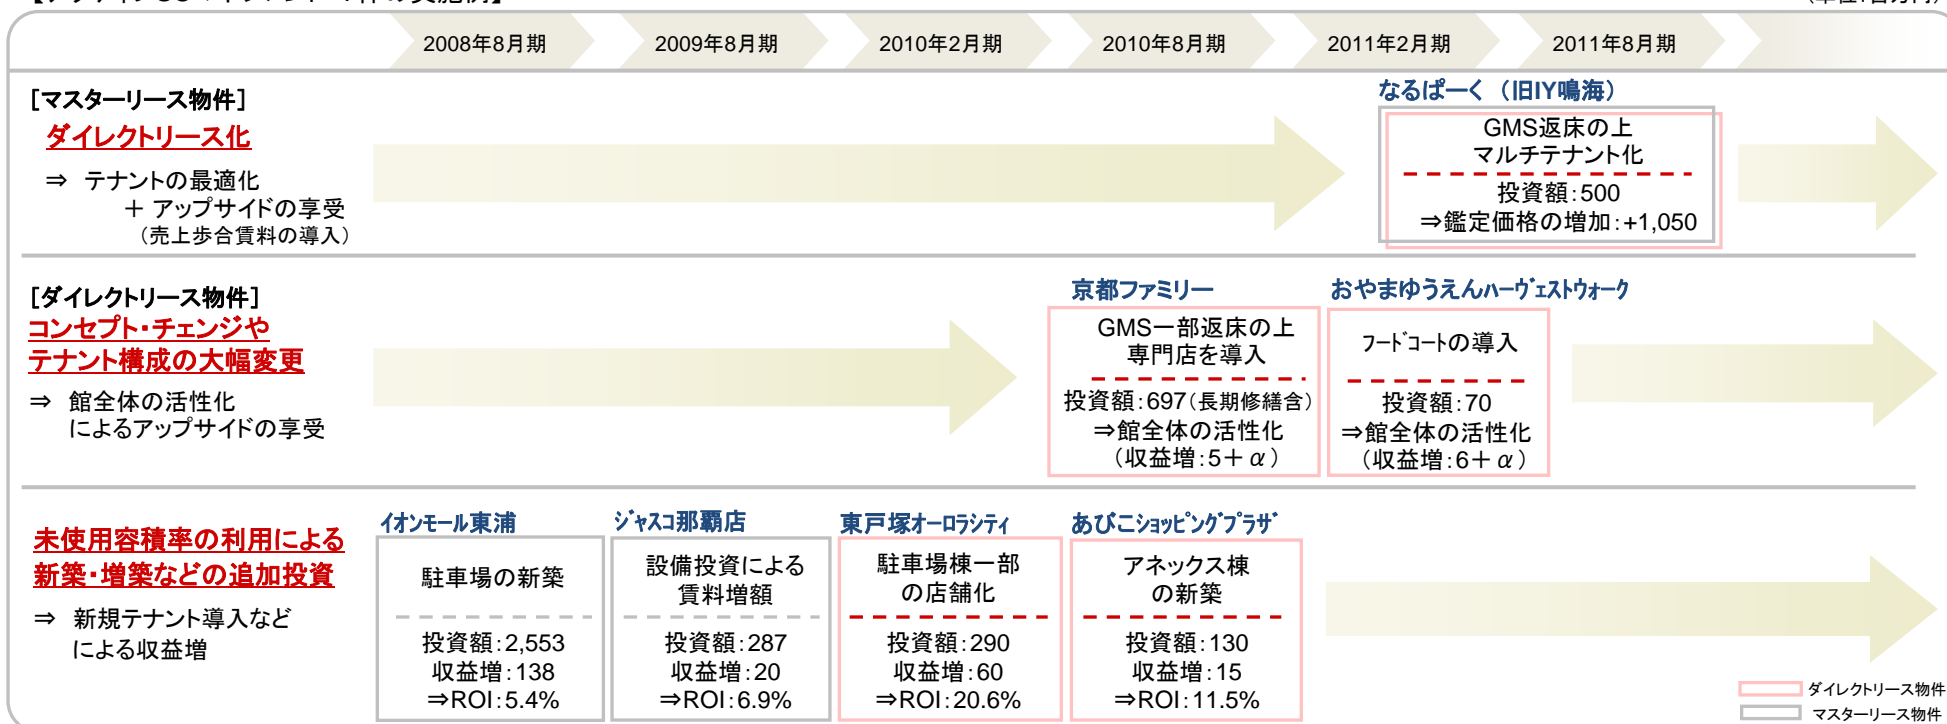 2008年8月期
2009年8月期
2010年2月期
2010年8月期
2011年2月期
2011年8月期
[マスターリース物件]
ダイレクトリース化
⇒ テナントの最適化
＋ アップサイドの享受
（売上歩合賃料の導入）
なるぱーく （旧IY鳴海）
GMS返床の上
マルチテナント化
投資額：500
⇒鑑定価格の増加：+1,050
[ダイレクトリース物件]
コンセプト・チェンジや
テナント構成の大幅変更
⇒ 館全体の活性化
によるアップサイドの享受
京都ファミリー
GMS一部返床の上
専門店を導入
投資額：697（長期修繕含）
⇒館全体の活性化
（収益増：5＋α）
おやまゆうえんﾊｰｳﾞｪｽﾄｳｫｰｸ
ﾌｰﾄﾞｺｰﾄの導入
投資額：70
⇒館全体の活性化
（収益増：6＋α）
未使用容積率の利用による
新築・増築などの追加投資
⇒ 新規テナント導入など
による収益増
ｲｵﾝﾓｰﾙ東浦
駐車場の新築
投資額：2,553
収益増：138
⇒ROI：5.4%
ｼﾞｬｽｺ那覇店
設備投資による
賃料増額
投資額：287
収益増：20
⇒ROI：6.9%
東戸塚ｵｰﾛﾗｼﾃｨ
駐車場棟一部
の店舗化
投資額：290
収益増：60
⇒ROI：20.6%
あびこｼｮｯﾋﾟﾝｸﾞﾌﾟﾗｻﾞ
アネックス棟
の新築
投資額：130
収益増：15
⇒ROI：11.5%
ダイレクトリース物件
マスターリース物件